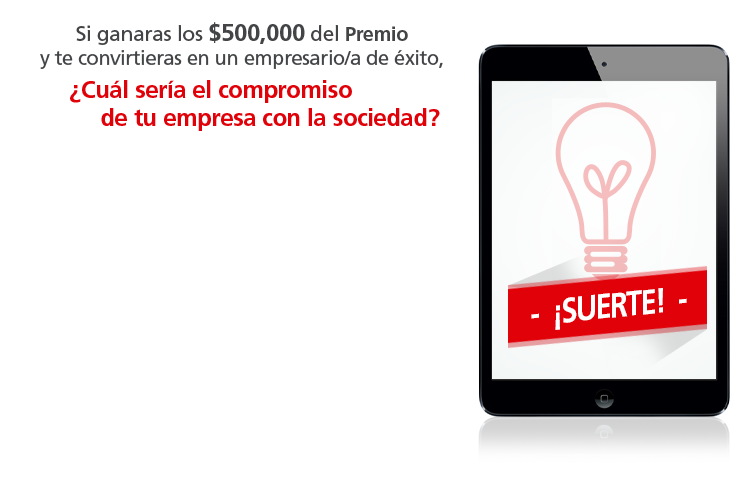 Si ganaras los $500,000 del Premio
y te convirtieras en un empresario/a de éxito,
¿Cuál sería el compromiso
de tu empresa con la sociedad?
- ¡SUERTE! -